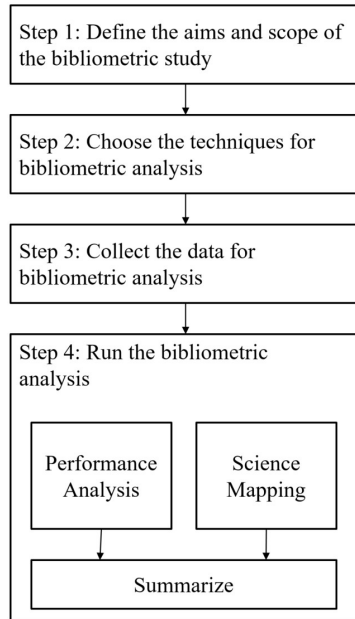 Step 1: Define the aims and scope of
the bibliometric study
Step 2: Choose the techniques for
bibliometric analysis
Step 3: Collect the data for
bibliometric analysis
Step 4: Run the bibliometric
analysis
Performance
Analysis
Science
Mapping
Summarize